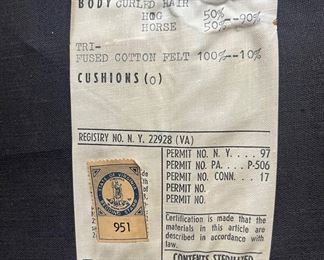 BODY CURLED HAIR
HOG 50%--90%
HORSE 50%--
TRI-
FUSED COTTON FELT 100%--10%
CUSHIONS(O)
REGISTRY NO. N. Y. 22928 (VA)
PERMIT NO. N. Y. . . . 97
PERMIT NO. PA. . . . P-506
PERMIT NO. CONN. . . 17
PERMIT NO.
PERMIT NO.
Certification is made that the
materials in this article are
described in accordance with
law.
951
CONTENTS STERILIZED